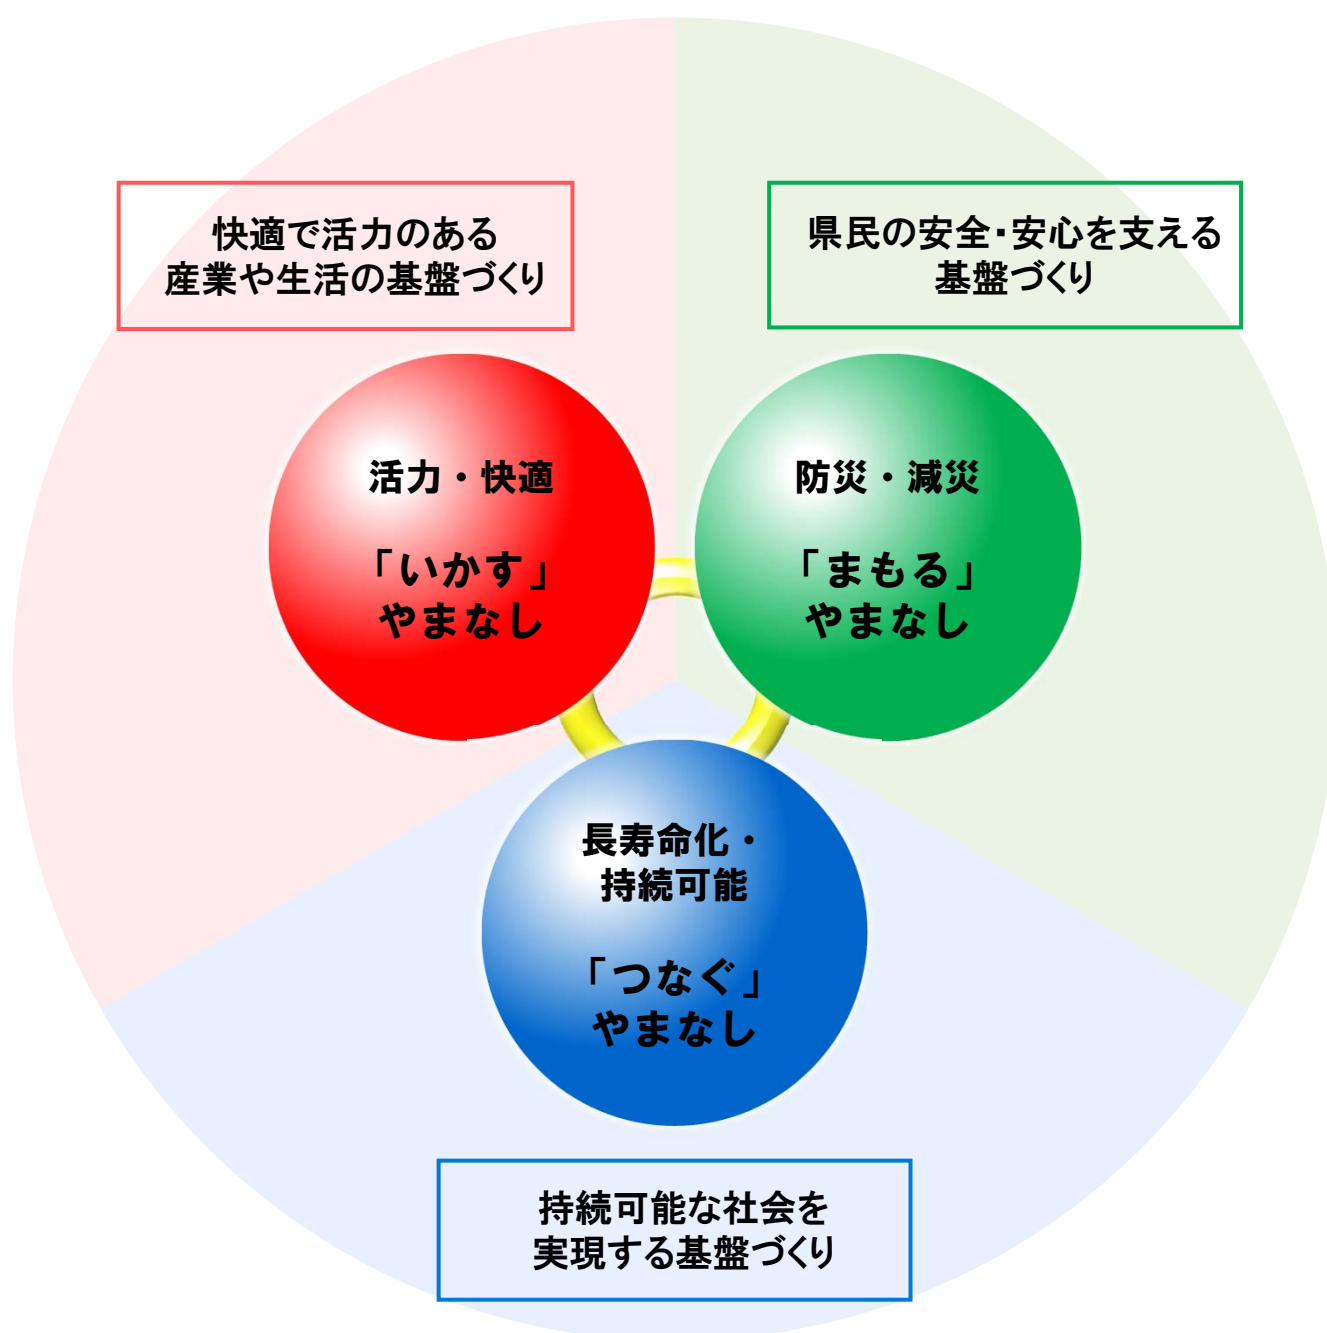 快適で活力のある
産業や生活の基盤づくり
県民の安全・安心を支える
基盤づくり
活力・快適
「いかす」
やまなし
防災・減災
「まもる」
やまなし
長寿命化・
持続可能
「つなぐ」
やまなし
持続可能な社会を
実現する基盤づくり